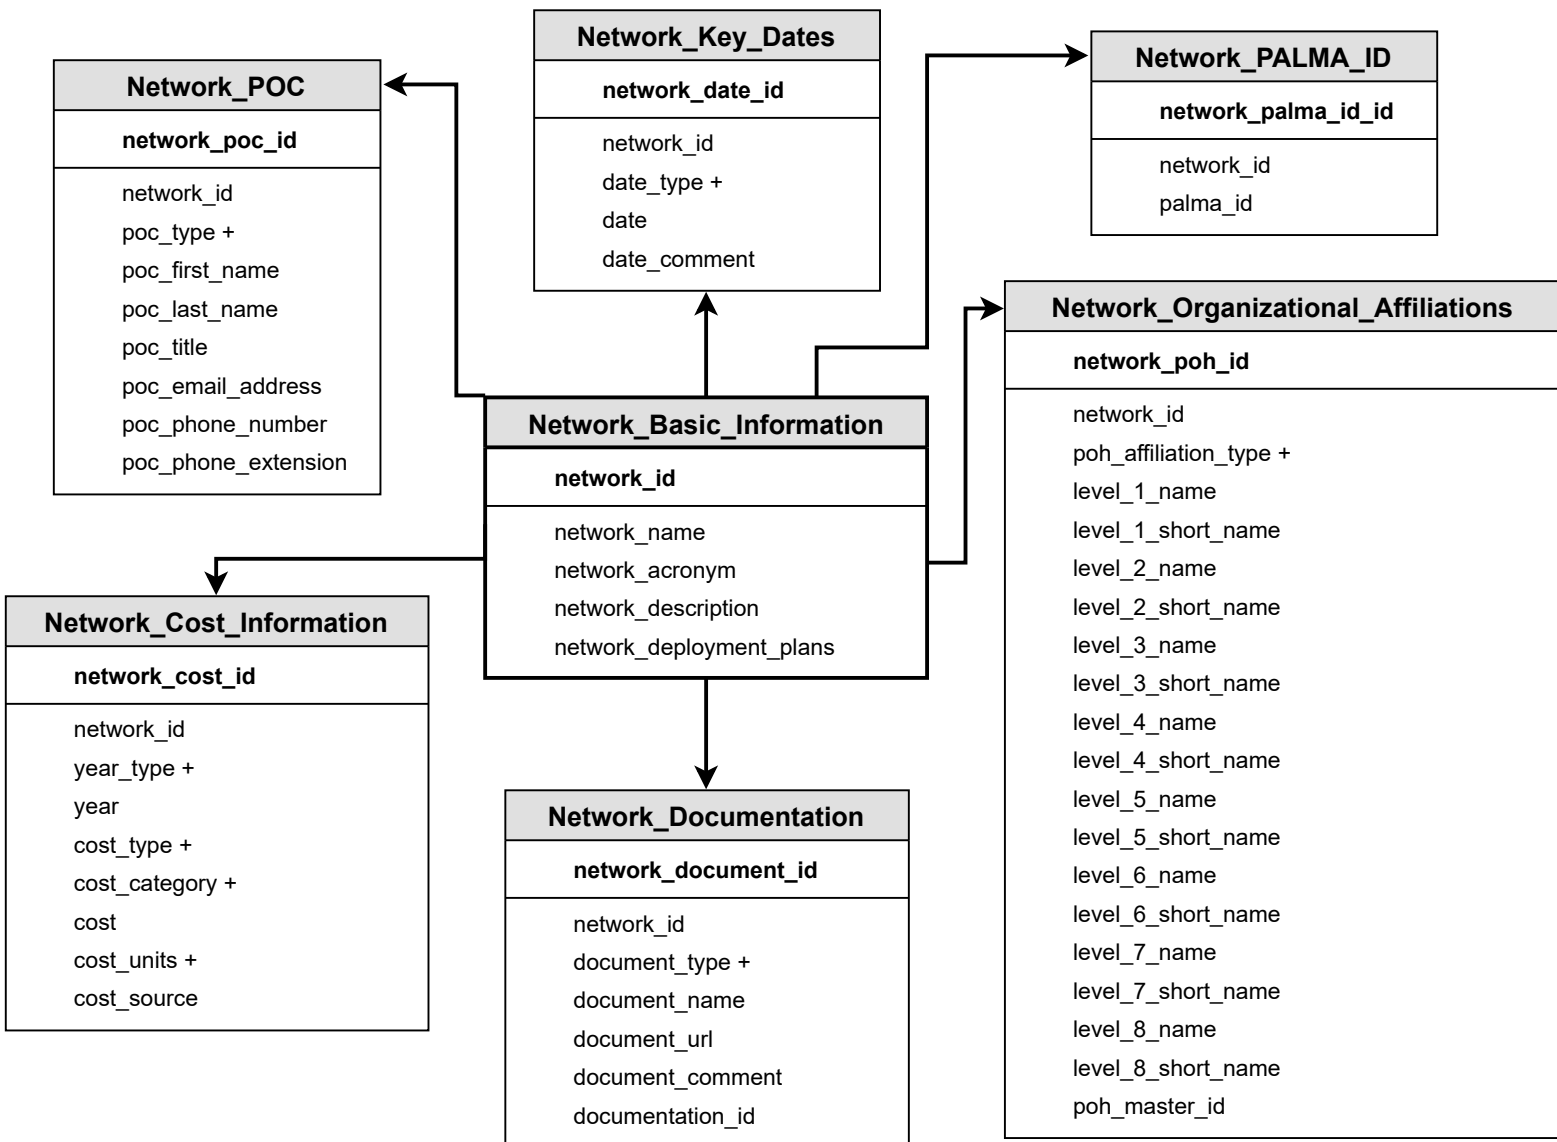 Network_POC
network_poc_id
network_id
poc_type +
poc_first_name
poc_last_name
poc_title
poc_email_address
poc_phone_number
poc_phone_extension
Network_Key_Dates
network_date_id
network_id
date_type +
date
date_comment
Network_PALMA_ID
network_palma_id_id
network_id
palma_id
Network_Basic_Information
network_id
network_name
network_acronym
network_description
network_deployment_plans
Network_Organizational_Affiliations
network_poh_id
network_id
poh_affiliation_type +
level_1_name
level_1_short_name
level_2_name
level_2_short_name
level_3_name
level_3_short_name
level_4_name
level_4_short_name
level_5_name
level_5_short_name
level_6_name
level_6_short_name
level_7_name
level_7_short_name
level_8_name
level_8_short_name
poh_master_id
Network_Cost_Information
network_cost_id
network_id
year_type +
year
cost_type +
cost_category +
cost
cost_units +
cost_source
Network_Documentation
network_document_id
network_id
document_type +
document_name
document_url
document_comment
documentation_id